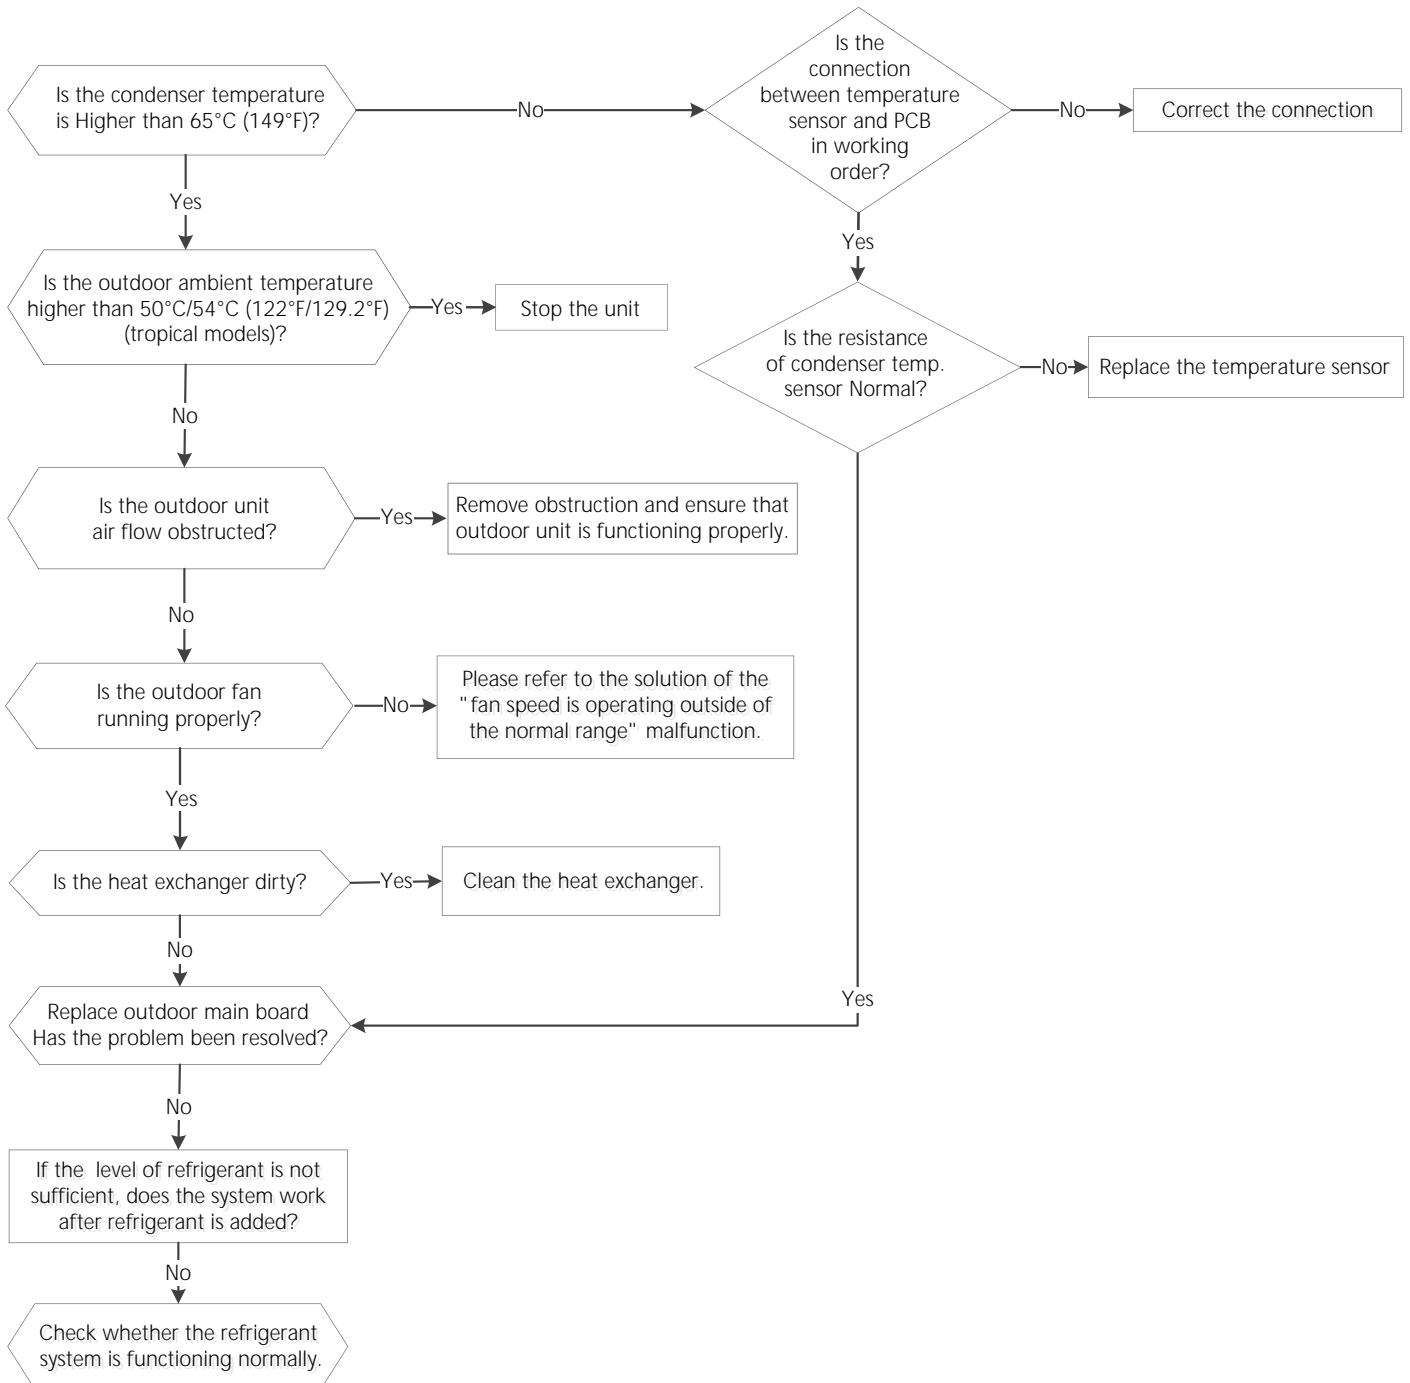 Is the condenser temperature
is Higher than 65°C (149°F)?
No
Is the
connection
between temperature
sensor and PCB
in working
order?
No
Correct the connection
Yes
Yes
Is the outdoor ambient temperature
higher than 50°C/54°C (122°F/129.2°F)
(tropical models)?
Yes
Stop the unit
Is the resistance
of condenser temp.
sensor Normal?
No
Replace the temperature sensor
No
Is the outdoor unit
air flow obstructed?
Yes
Remove obstruction and ensure that
outdoor unit is functioning properly.
No
Is the outdoor fan
running properly?
No
Please refer to the solution of the
"fan speed is operating outside of
the normal range" malfunction.
Yes
Is the heat exchanger dirty?
Yes
Clean the heat exchanger.
No
Yes
Replace outdoor main board
Has the problem been resolved?
No
If the level of refrigerant is not
sufficient, does the system work
after refrigerant is added?
No
Check whether the refrigerant
system is functioning normally.